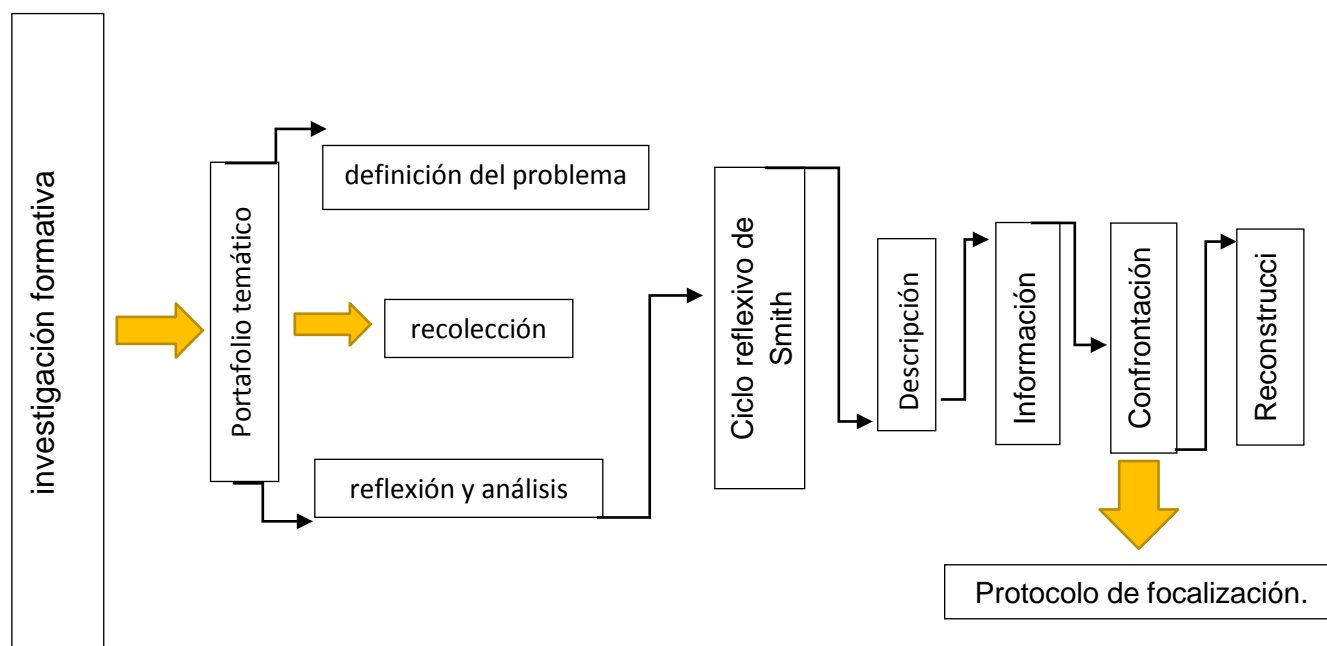 investigación formativa
Portafolio temático
definición del problema
recolección
reflexión y análisis
Ciclo reflexivo de
Smith
Descripción
Información
Confrontación
Reconstrucci
Protocolo de focalización.